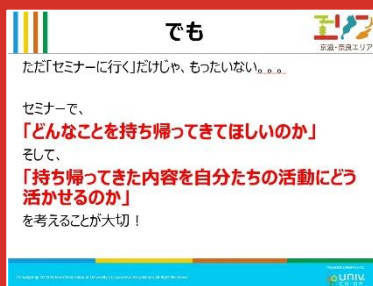 でも
エリア
京滋・奈良エリア
ただ「セミナーに行く」だけじゃ、もったいない。。。
セミナーで、
「どんなことを持ち帰ってきてほしいのか」
そして、
「持ち帰ってきた内容を自分たちの活動にどう
活かせるのか」
を考えることが大切！
UNIV.
CO-OP